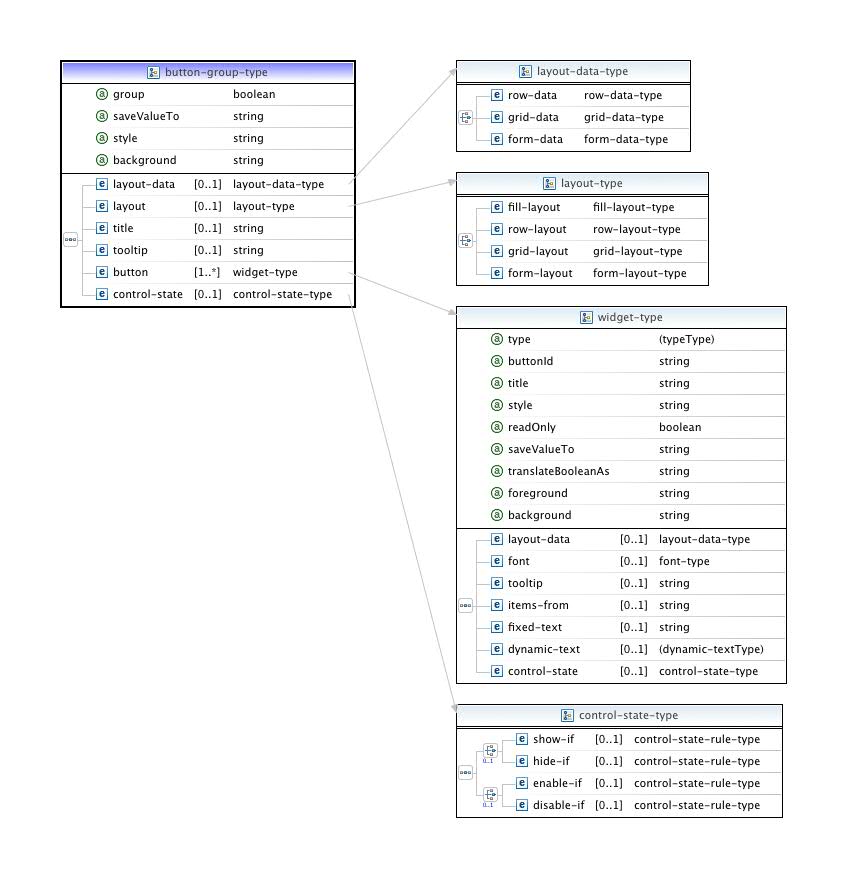 button-group-type
a group boolean
a saveValueTo string
a style string
a background string
e layout-data [0..1] layout-data-type
e layout [0..1] layout-type
e title [0..1] string
e tooltip [0..1] string
e button [1..*] widget-type
e control-state [0..1] control-state-type
layout-data-type
e row-data row-data-type
e grid-data grid-data-type
e form-data form-data-type
layout-type
e fill-layout fill-layout-type
e row-layout row-layout-type
e grid-layout grid-layout-type
e form-layout form-layout-type
widget-type
a type (typeType)
a buttonId string
a title string
a style string
a readOnly boolean
a saveValueTo string
a translateBooleanAs string
a foreground string
a background string
e layout-data [0..1] layout-data-type
e font [0..1] font-type
e tooltip [0..1] string
e items-from [0..1] string
e fixed-text [0..1] string
e dynamic-text [0..1] (dynamic-textType)
e control-state [0..1] control-state-type
control-state-type
e show-if [0..1] control-state-rule-type
0..1
e hide-if [0..1] control-state-rule-type
e enable-if [0..1] control-state-rule-type
0..1
e disable-if [0..1] control-state-rule-type